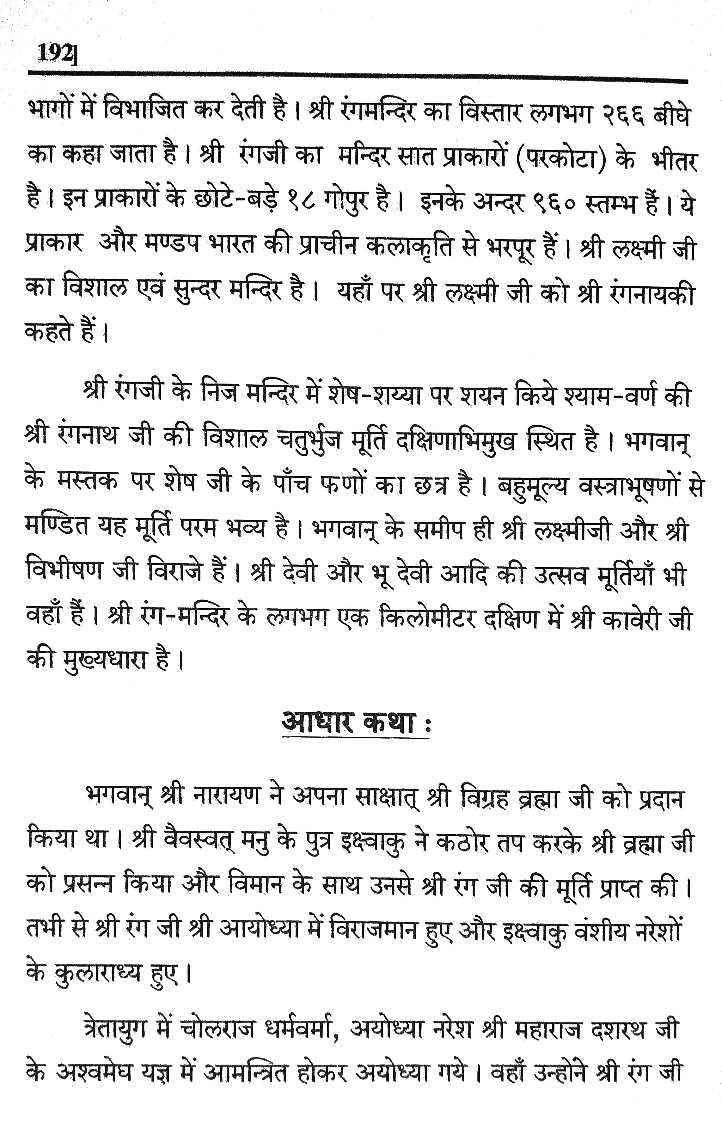 192]
भागों में विभाजित कर देती है। श्री रंगमन्दिर का विस्तार लगभग २६६ बीघे
का कहा जाता है। श्री रंगजी का मन्दिर सात प्राकारों (परकोटा) के भीतर
है। इन प्राकारों के छोटे-बड़े १८ गोपुर है। इनके अन्दर ९६० स्तम्भ हैं। ये
प्राकार और मण्डप भारत की प्राचीन कलाकृति से भरपूर हैं। श्री लक्ष्मी जी
का विशाल एवं सुन्दर मन्दिर है। यहाँ पर श्री लक्ष्मी जी को श्री रंगनायकी
कहते हैं।
श्री रंगजी के निज मन्दिर में शेष-शय्या पर शयन किये श्याम-वर्ण की
श्री रंगनाथ जी की विशाल चतुर्भुज मूर्ति दक्षिणाभिमुख स्थित है। भगवान्
के मस्तक पर शेष जी के पाँच फणों का छत्र है। बहुमूल्य वस्त्राभूषणों से
मण्डित यह मूर्ति परम भव्य है। भगवान् के समीप ही श्री लक्ष्मीजी और श्री
विभीषण जी विराजे हैं। श्री देवी और भू देवी आदि की उत्सव मूर्तियाँ भी
वहाँ हैं। श्री रंग-मन्दिर के लगभग एक किलोमीटर दक्षिण में श्री कावेरी जी
की मुख्यधारा है।
आधार कथा :
भगवान् श्री नारायण ने अपना साक्षात् श्री विग्रह व्रह्मा जी को प्रदान
किया था। श्री वैवस्वत् मनु के पुत्र इक्ष्वाकु ने कठोर तप करके श्री व्रह्मा जी
को प्रसन्न किया और विमान के साथ उनसे श्री रंग जी की मूर्ति प्राप्त की।
तभी से श्री रंग जी श्री आयोध्या में विराजमान हुए और इक्ष्वाकु वंशीय नरेशों
के कुलाराध्य हुए।
त्रेतायुग में चोलराज धर्मवर्मा, अयोध्या नरेश श्री महाराज दशरथ जी
के अश्वमेघ यज्ञ में आमन्त्रित होकर अयोध्या गये। वहाँ उन्होंने श्री रंग जी